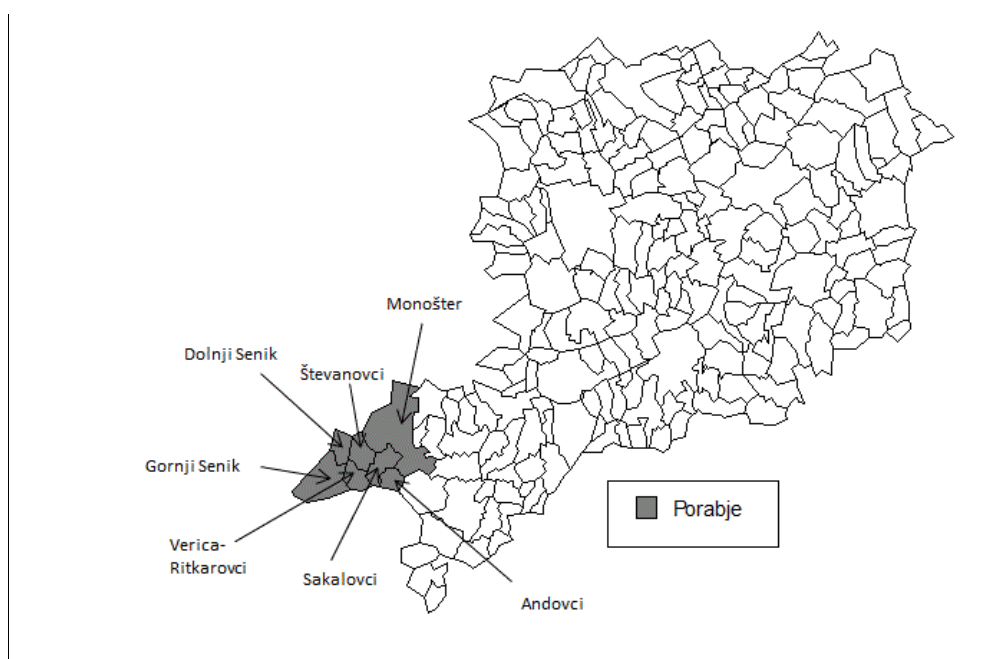 Monošter
Dolnji Senik
Števanovci
Gornji Senik
Verica-
Ritkarovci
Sakalovci
Andovci
Porabje